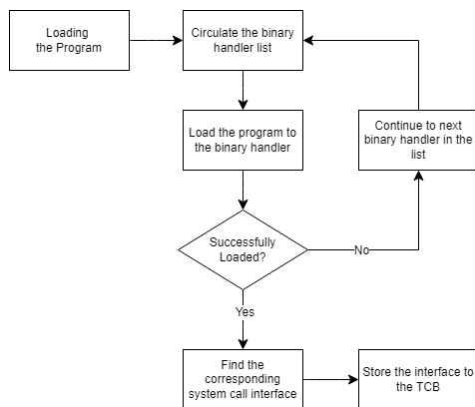 Loading
the Program
Circulate the binary
handler list
Load the program to
the binary handler
Continue to next
binary handler in the
list
Successfully
Loaded?
No
Yes
Find the
corresponding
system call interface
Store the interface to
the TCB